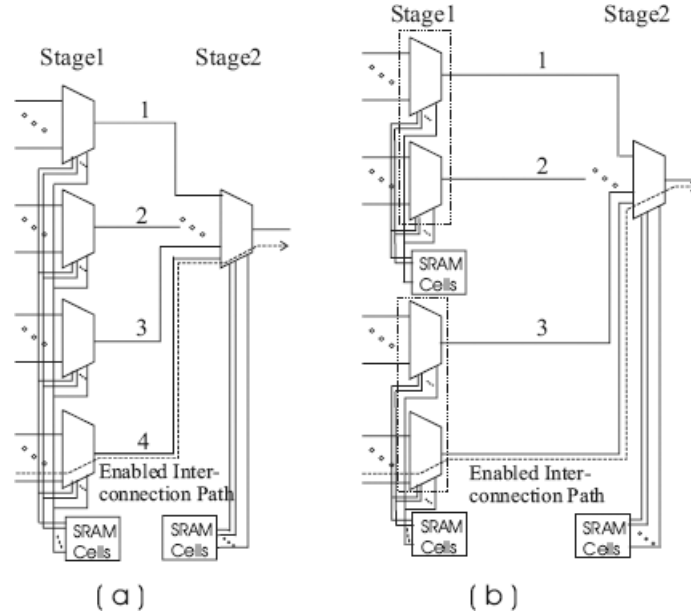 Stage1
Stage2
1
2
3
4
Enabled Inter-
connection Path
SRAM
Cells
SRAM
Cells
( a )
Stage1
Stage2
1
2
SRAM
Cells
3
Enabled Inter-
connection Path
SRAM
Cells
SRAM
Cells
( b )